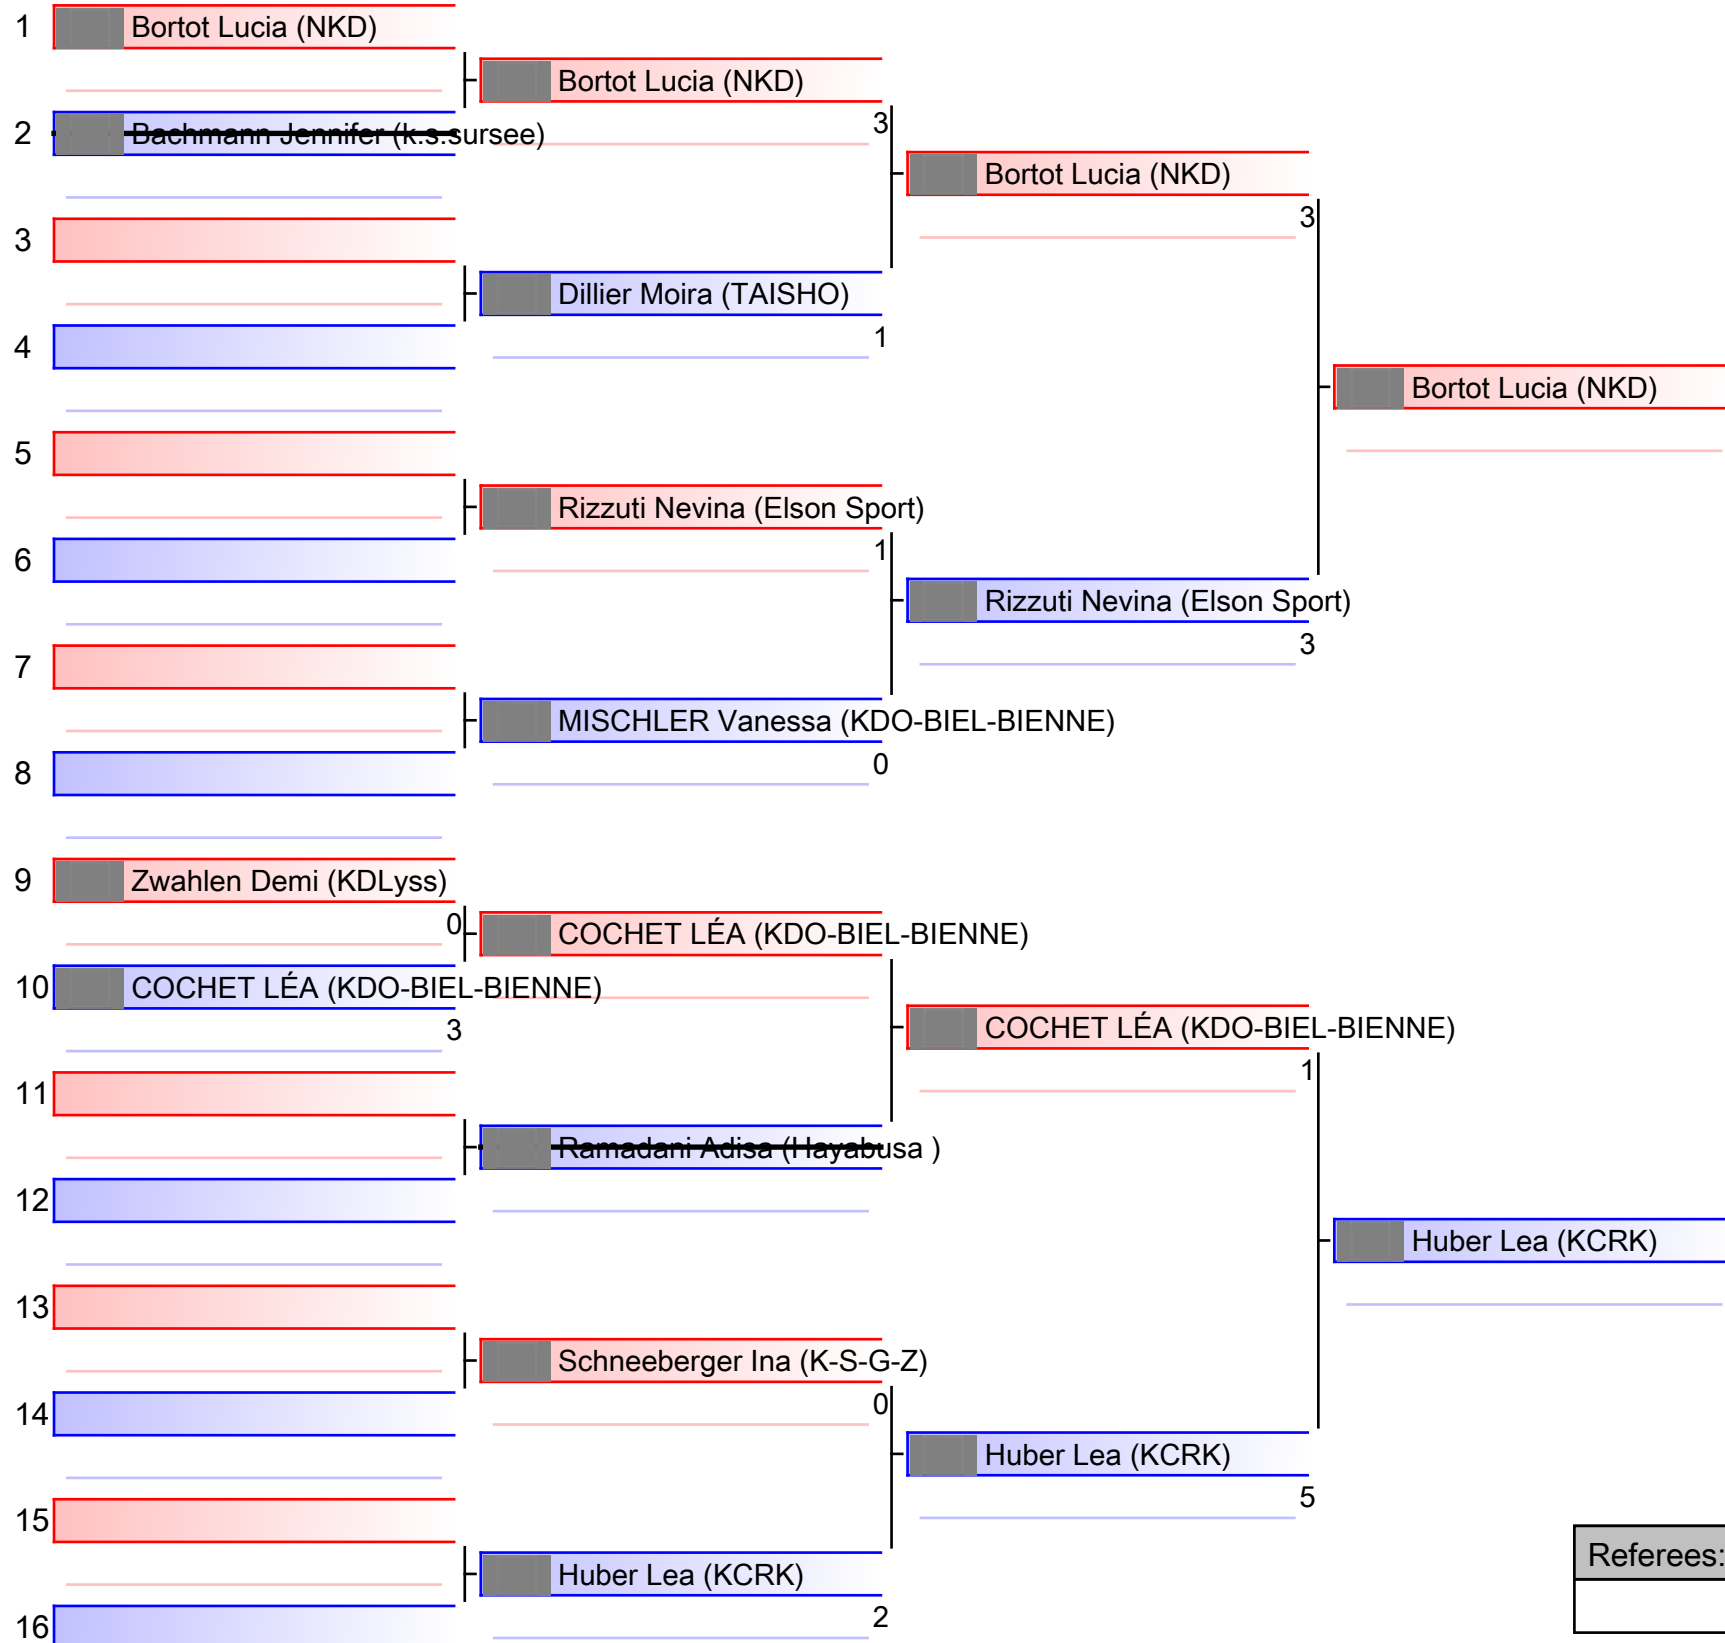 1 Bortot Lucia (NKD)
Bortot Lucia (NKD)
3
2 Bachmann Jennifer (k.s.sursee)
Bortot Lucia (NKD)
3
3
Dillier Moira (TAISHO)
1
4
Bortot Lucia (NKD)
5
Rizzuti Nevina (Elson Sport)
1
6
Rizzuti Nevina (Elson Sport)
3
7
MISCHLER Vanessa (KDO-BIEL-BIENNE)
0
8
9 Zwahlen Demi (KDLyss)
0
COCHET LÉA (KDO-BIEL-BIENNE)
10 COCHET LÉA (KDO-BIEL-BIENNE)
3
COCHET LÉA (KDO-BIEL-BIENNE)
1
11
Ramadani Adisa (Hayabusa )
12
Huber Lea (KCRK)
13
Schneeberger Ina (K-S-G-Z)
0
14
Huber Lea (KCRK)
5
15
Referees:
Huber Lea (KCRK)
2
16